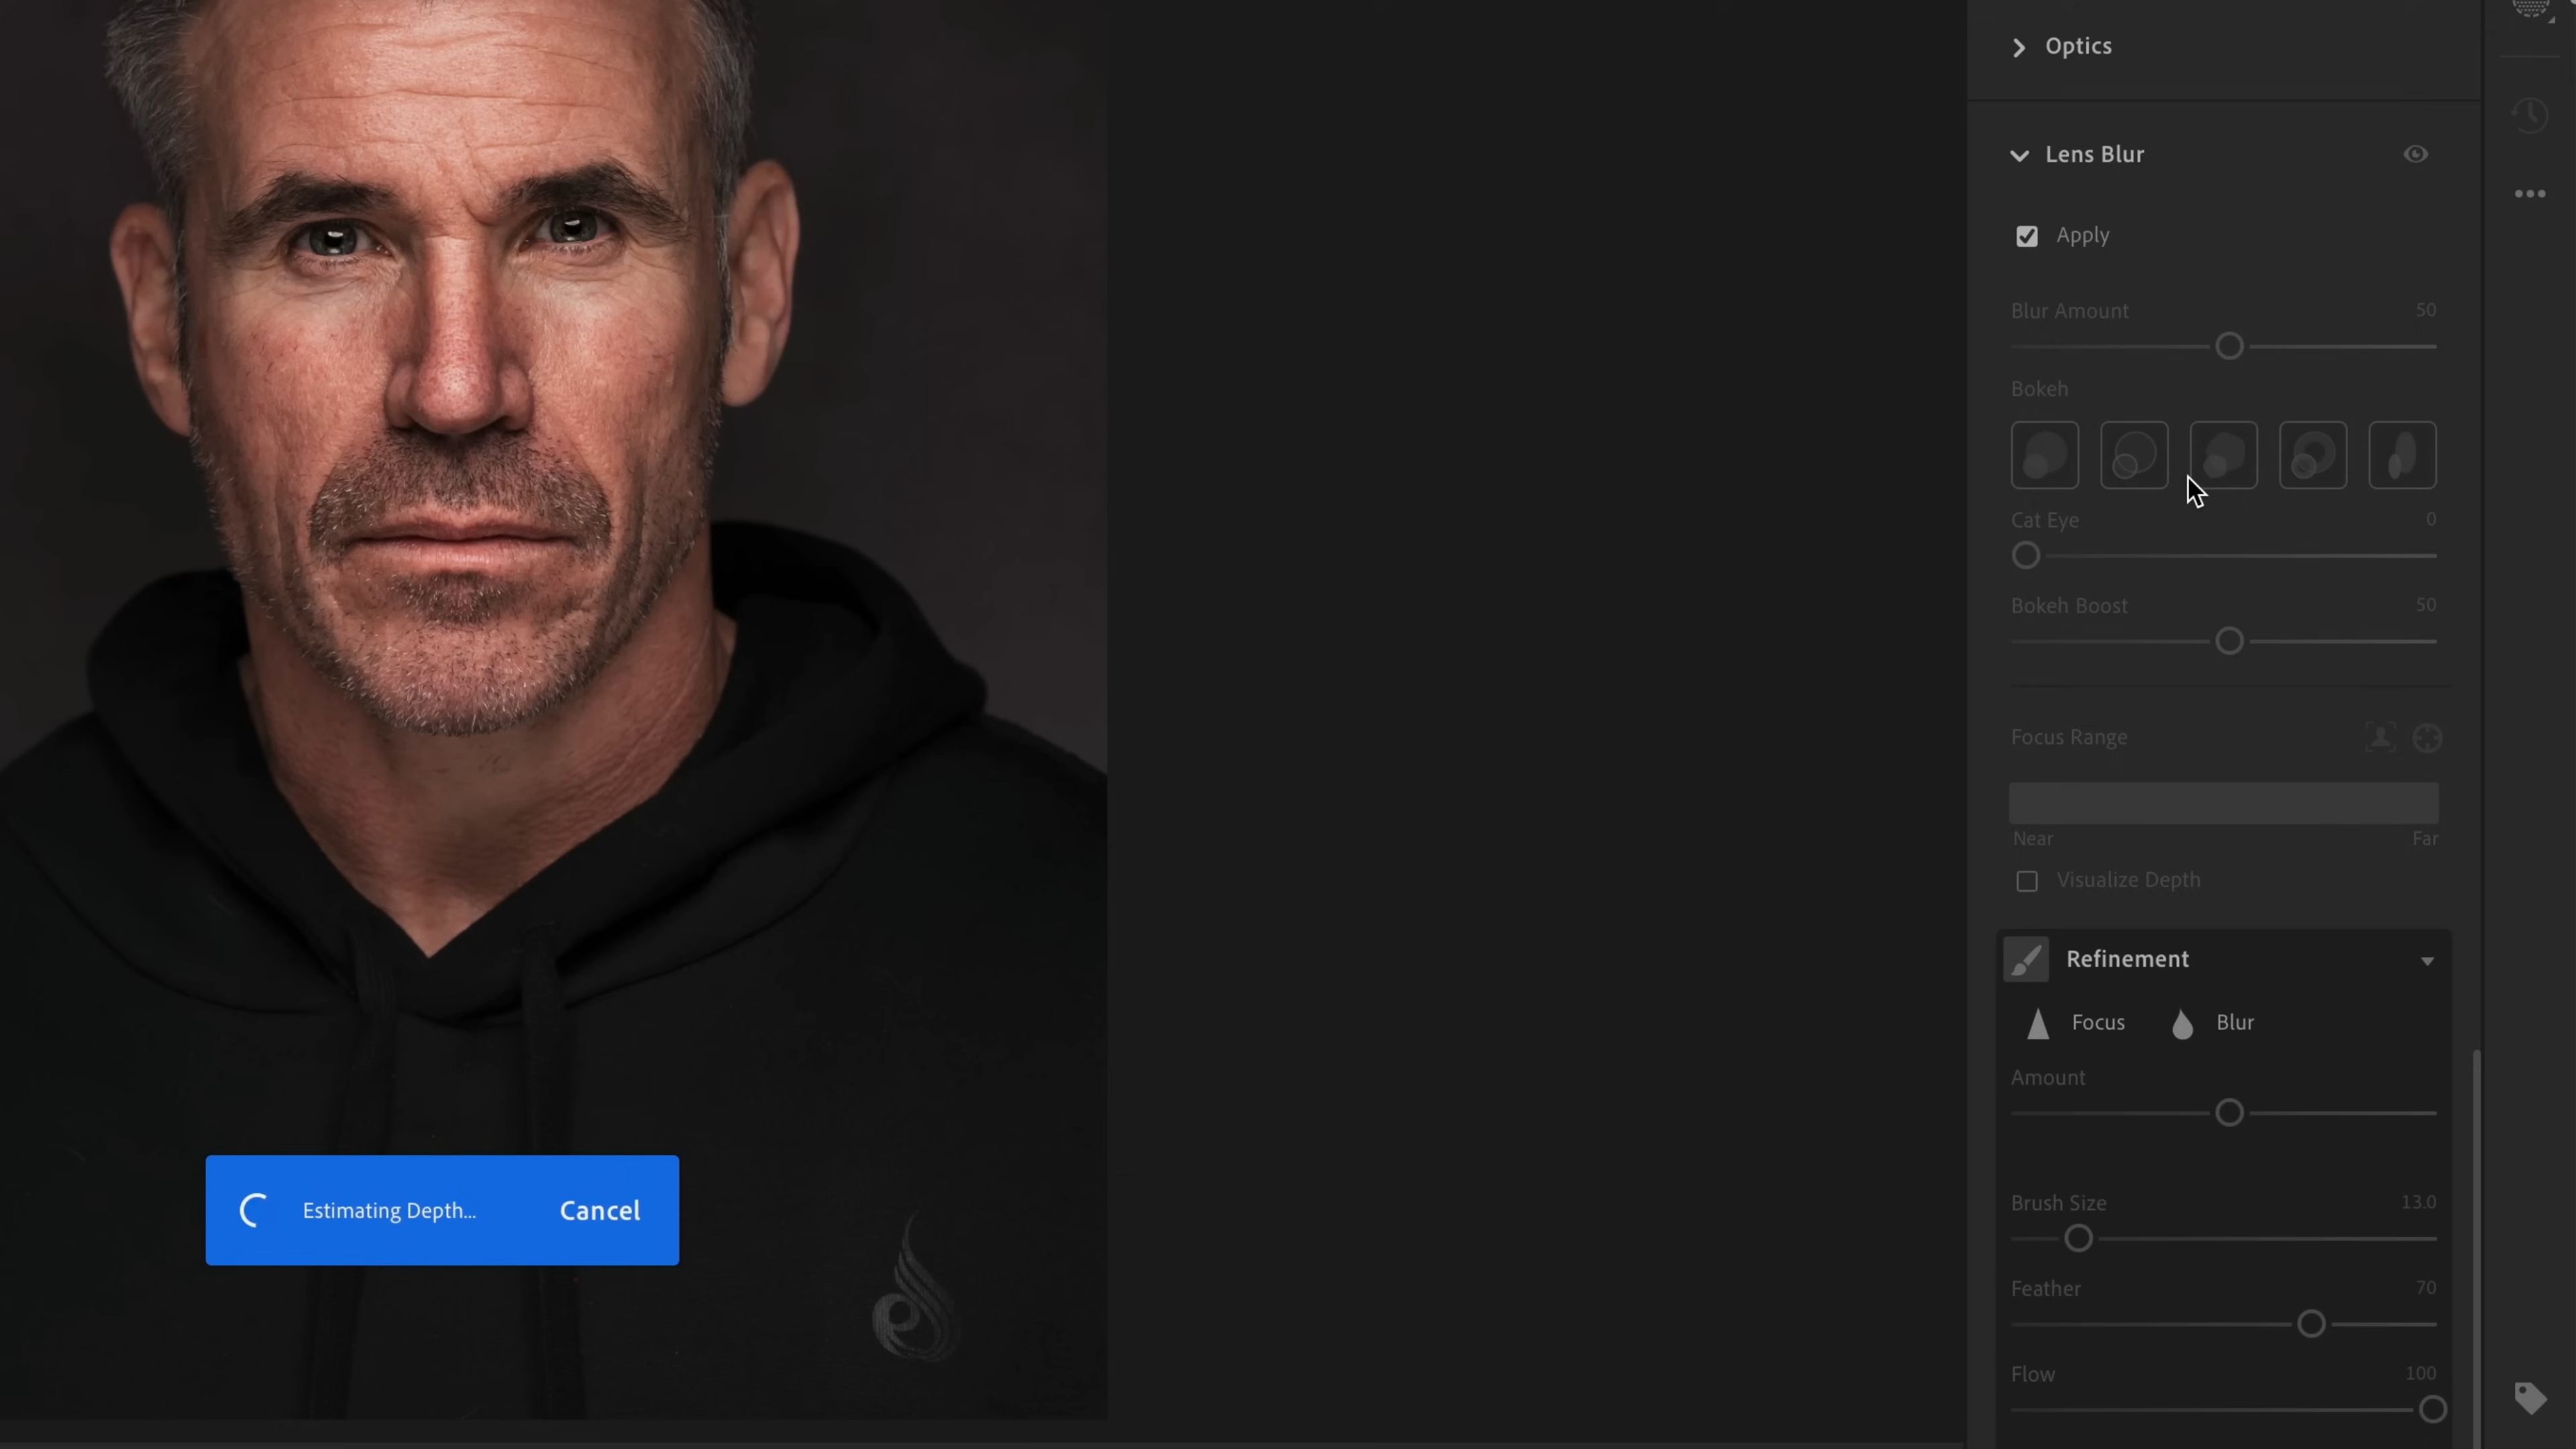 Optics
Lens Blur
Apply
Blur Amount 50
Bokeh
Cat Eye 0
Bokeh Boost 50
Focus Range
Near Far
Visualize Depth
Refinement
Focus Blur
Amount
Brush Size 13.0
Feather 70
Flow 100
Estimating Depth... Cancel